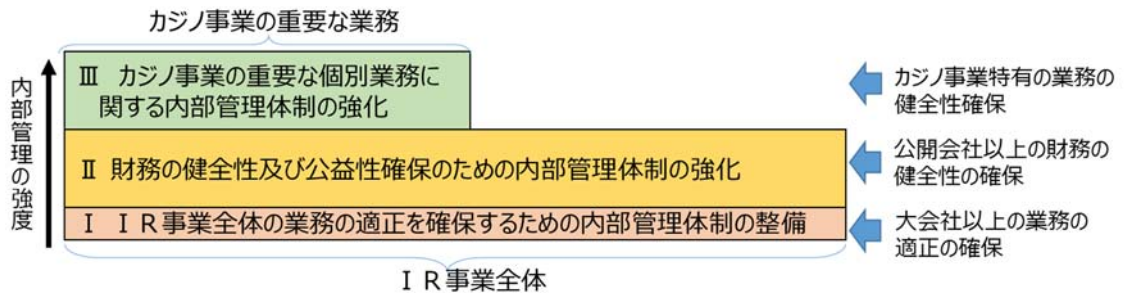 カジノ事業の重要な業務
内部管理の強度
Ⅲ カジノ事業の重要な個別業務に
関する内部管理体制の強化
カジノ事業特有の業務の
健全性確保
Ⅱ 財務の健全性及び公益性確保のための内部管理体制の強化
公開会社以上の財務の
健全性の確保
Ⅰ ＩＲ事業全体の業務の適正を確保するための内部管理体制の整備
大会社以上の業務の
適正の確保
ＩＲ事業全体